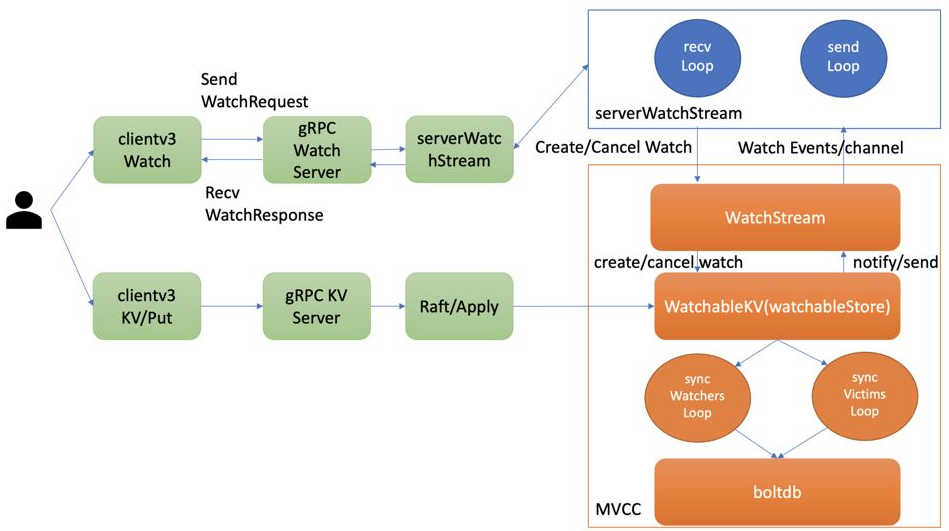 Send
WatchRequest
clientv3
Watch
gRPC
Watch
Server
serverWatc
hStream
Recv
WatchResponse
recv
Loop
send
Loop
serverWatchStream
Create/Cancel Watch
Watch Events/channel
WatchStream
create/cancel watch
notify/send
clientv3
KV/Put
gRPC KV
Server
Raft/Apply
WatchableKV(watchableStore)
sync
Watchers
Loop
sync
Victims
Loop
boltdb
MVCC